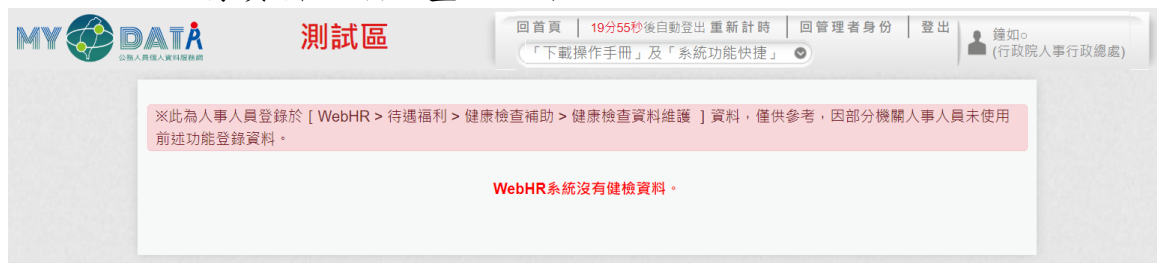 MY DATA
公務人員個人資料服務網
測試區
回首頁 | 19分55秒後自動登出 重新計時 | 回管理者身份 | 登出
「下載操作手冊」及「系統功能快捷」
鐘如○
(行政院人事行政總處)
※此為人事人員登錄於 [ WebHR > 待遇福利 > 健康檢查補助 > 健康檢查資料維護 ] 資料，僅供參考，因部分機關人事人員未使用
前述功能登錄資料。
WebHR系統沒有健檢資料。